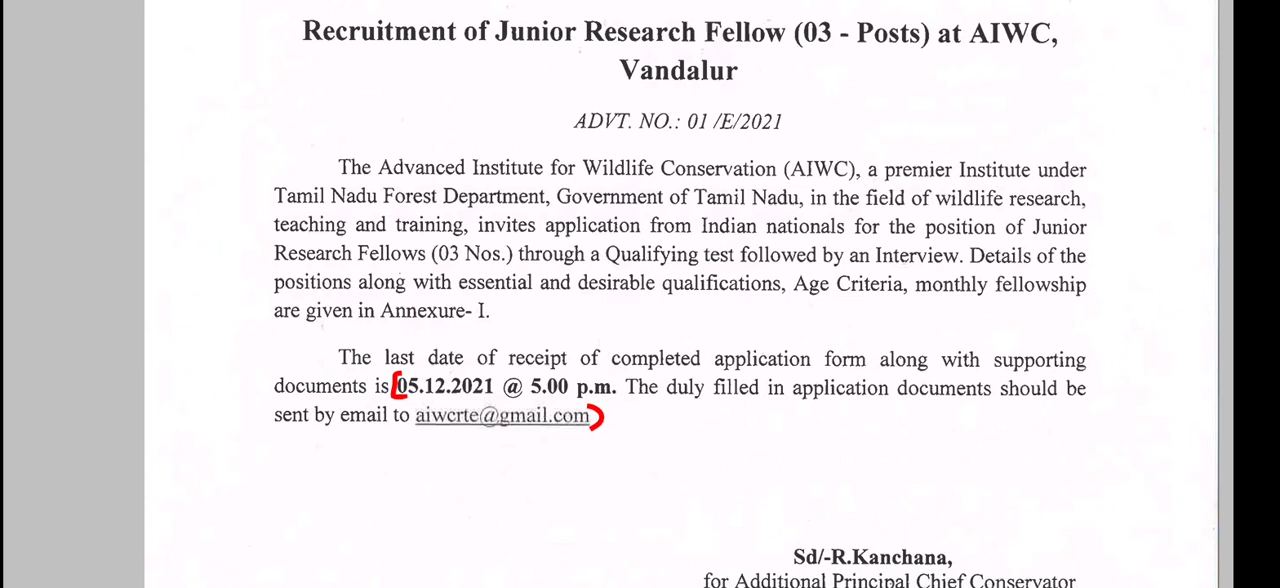 Recruitment of Junior Research Fellow (03 - Posts) at AIWC,
Vandalur
ADVT. NO.: 01 /E/2021
The Advanced Institute for Wildlife Conservation (AIWC), a premier Institute under
Tamil Nadu Forest Department, Government of Tamil Nadu, in the field of wildlife research,
teaching and training, invites application from Indian nationals for the position of Junior
Research Fellows (03 Nos.) through a Qualifying test followed by an Interview. Details of the
positions along with essential and desirable qualifications, Age Criteria, monthly fellowship
are given in Annexure- I.
The last date of receipt of completed application form along with supporting
documents is 05.12.2021 @ 5.00 p.m. The duly filled in application documents should be
sent by email to aiwcrte@gmail.com
Sd/-R.Kanchana,
for Additional Principal Chief Conservator